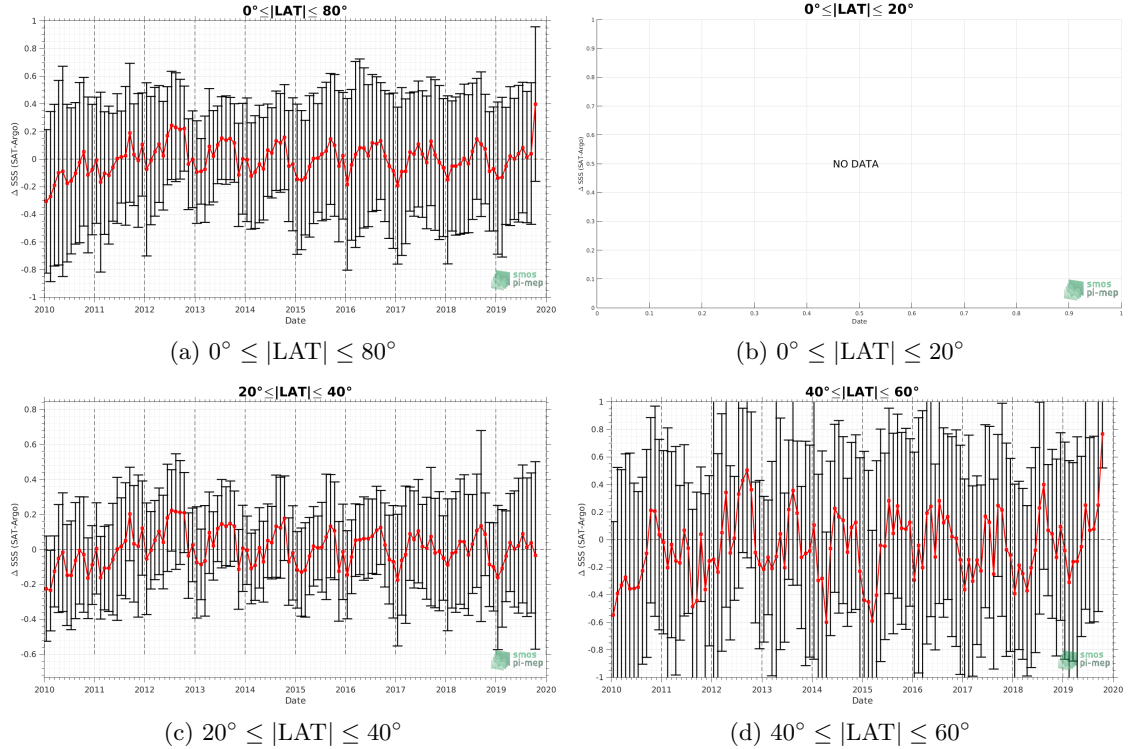 0°≤|LAT|≤ 80°
1
0.8
0.6
0.4
0.2
0
-0.2
-0.4
-0.6
-0.8
-1
Δ SSS (SAT-Argo)
2010 2011 2012 2013 2014 2015 2016 2017 2018 2019 2020
Date
smos
pi-mep
(a) 0° ≤ |LAT| ≤ 80°
0°≤|LAT|≤ 20°
1
0.9
0.8
0.7
0.6
0.5
0.4
0.3
0.2
0.1
0
Δ SSS (SAT-Argo)
NO DATA
0 0.1 0.2 0.3 0.4 0.5 0.6 0.7 0.8 0.9 1
Date
smos
pi-mep
(b) 0° ≤ |LAT| ≤ 20°
20°≤|LAT|≤ 40°
0.8
0.6
0.4
0.2
0
-0.2
-0.4
-0.6
Δ SSS (SAT-Argo)
2010 2011 2012 2013 2014 2015 2016 2017 2018 2019 2020
Date
smos
pi-mep
(c) 20° ≤ |LAT| ≤ 40°
40°≤|LAT|≤ 60°
1
0.8
0.6
0.4
0.2
0
-0.2
-0.4
-0.6
-0.8
-1
Δ SSS (SAT-Argo)
2010 2011 2012 2013 2014 2015 2016 2017 2018 2019 2020
Date
smos
pi-mep
(d) 40° ≤ |LAT| ≤ 60°